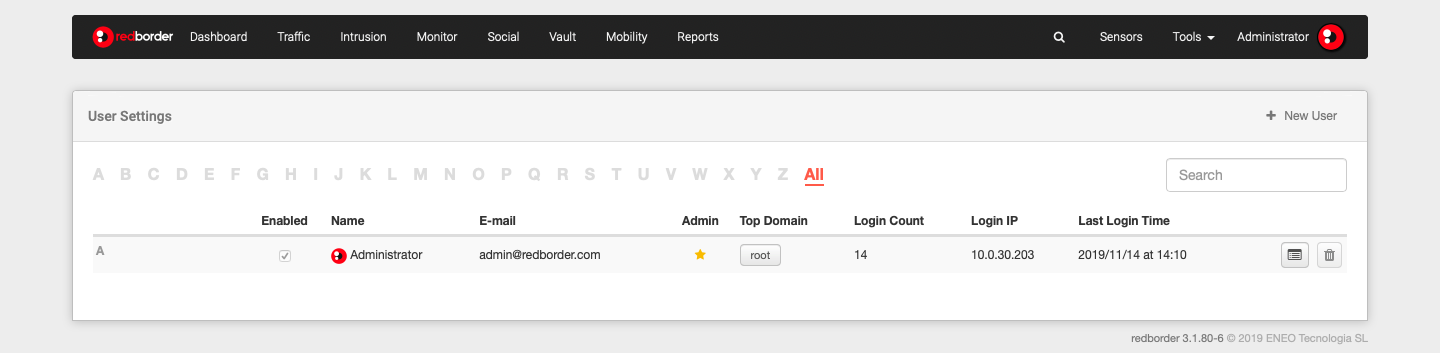 redborder Dashboard Traffic Intrusion Monitor Social Vault Mobility Reports Sensors Tools Administrator
User Settings + New User
A B C D E F G H I J K L M N O P Q R S T U V W X Y Z All Search
Enabled Name E-mail Admin Top Domain Login Count Login IP Last Login Time
A Administrator admin@redborder.com root 14 10.0.30.203 2019/11/14 at 14:10
redborder 3.1.80-6 © 2019 ENEO Tecnologia SL